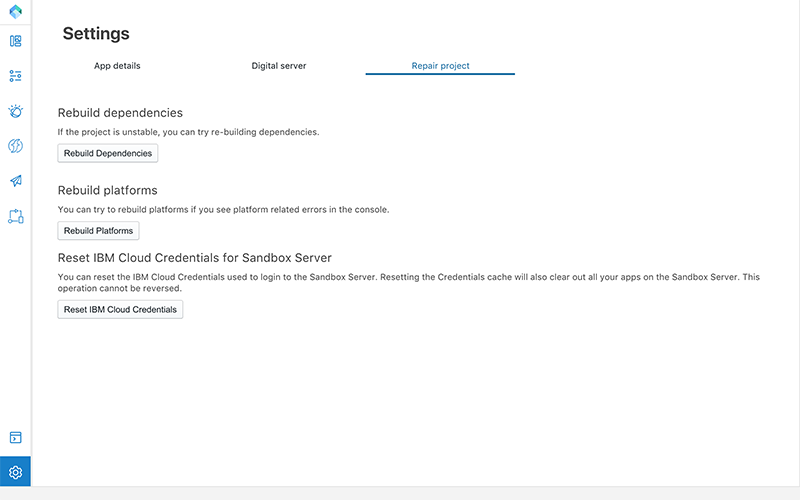 Settings
App details
Digital server
Repair project
Rebuild dependencies
If the project is unstable, you can try re-building dependencies.
Rebuild Dependencies
Rebuild platforms
You can try to rebuild platforms if you see platform related errors in the console.
Rebuild Platforms
Reset IBM Cloud Credentials for Sandbox Server
You can reset the IBM Cloud Credentials used to login to the Sandbox Server. Resetting the Credentials cache will also clear out all your apps on the Sandbox Server. This
operation cannot be reversed.
Reset IBM Cloud Credentials